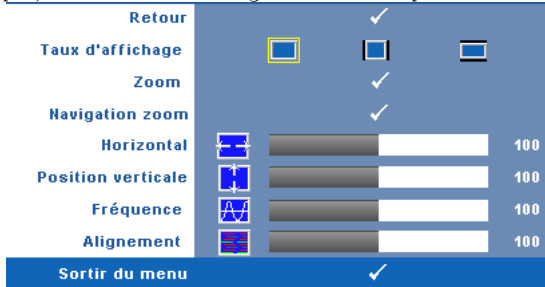 Retour
Taux d'affichage
Zoom
Navigation zoom
Horizontal 100
Position verticale 100
Fréquence 100
Alignement 100
Sortir du menu